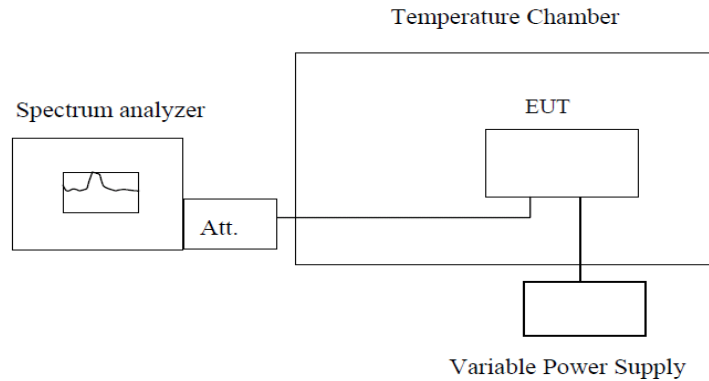 Temperature Chamber
Spectrum analyzer
EUT
Att.
Variable Power Supply